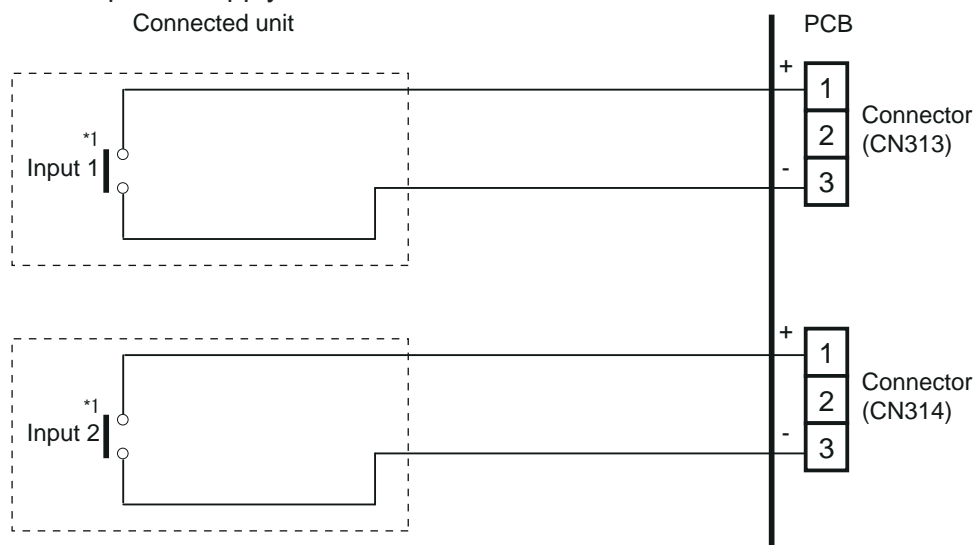 Connected unit
PCB
*1
Input 1
+
-
1
2
3
Connector
(CN313)
*1
Input 2
+
-
1
2
3
Connector
(CN314)